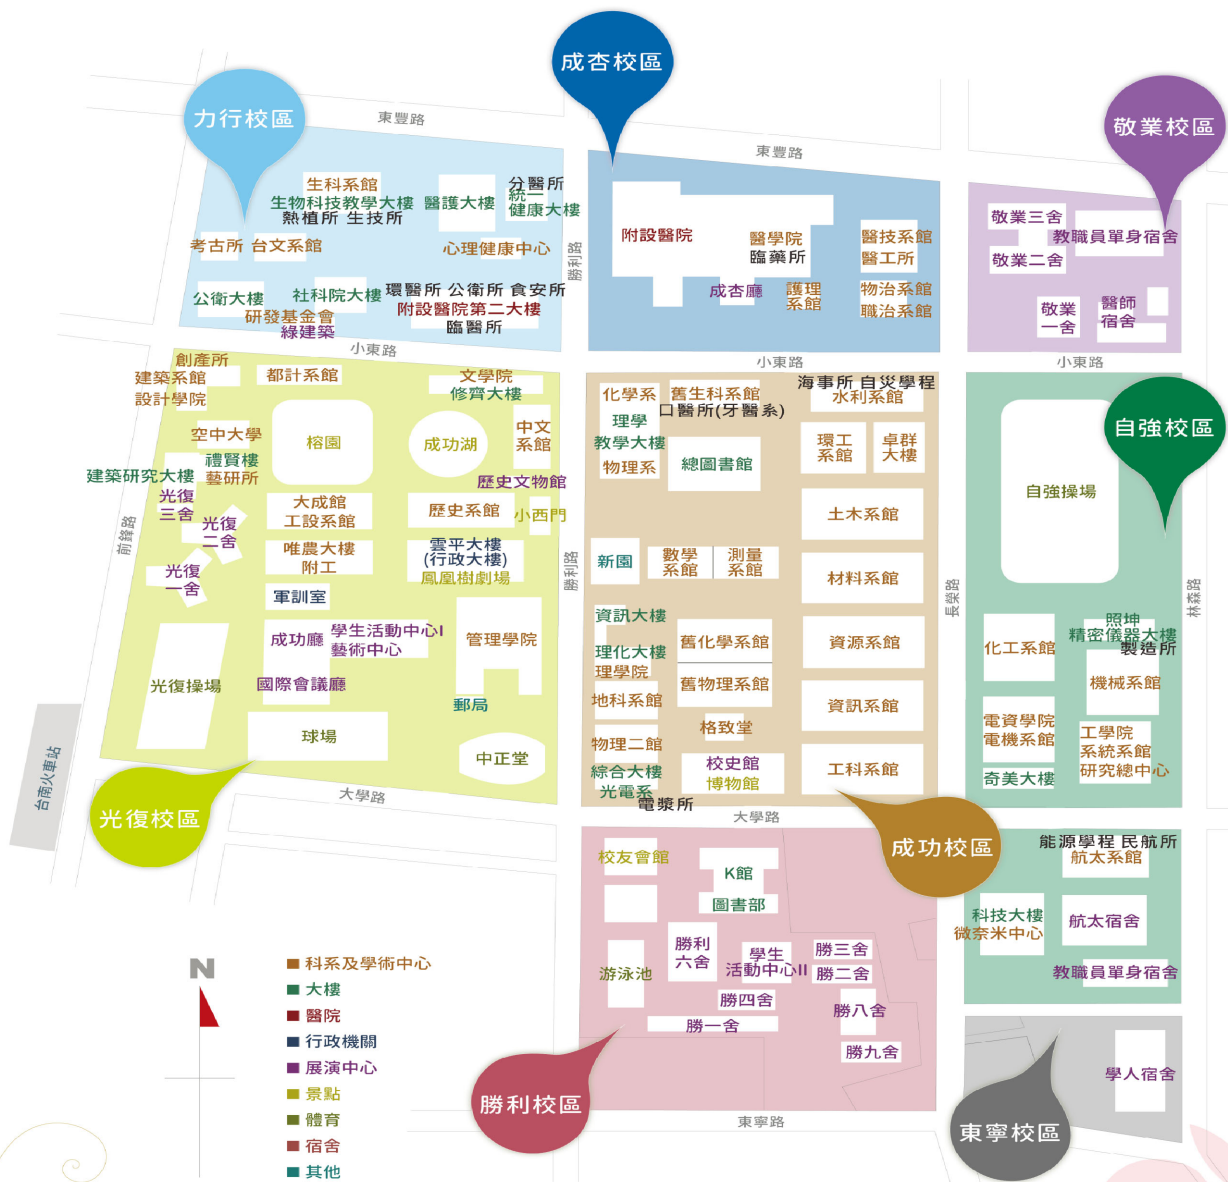 成杏校區
力行校區
敬業校區
東豐路
東豐路
生科系館
生物科技教學大樓
熱植所 生技所
醫護大樓
分醫所
統一
健康大樓
考古所
台文系館
心理健康中心
公衛大樓
社科院大樓
研發基金會
綠建築
環醫所 公衛所 食安所
附設醫院第二大樓
臨醫所
勝利路
附設醫院
醫學院
臨藥所
醫技系館
醫工所
成杏廳
護理
系館
物治系館
職治系館
敬業三舍
教職員單身宿舍
敬業二舍
敬業
一舍
醫師
宿舍
小東路
小東路
小東路
創產所
建築系館
設計學院
都計系館
文學院
修齊大樓
空中大學
榕園
成功湖
中文
系館
禮賢樓
建築研究大樓
藝研所
歷史文物館
光復
三舍
大成館
工設系館
歷史系館
小西門
光復
二舍
唯農大樓
附工
雲平大樓
(行政大樓)
鳳凰樹劇場
光復
一舍
軍訓室
成功廳
學生活動中心I
藝術中心
管理學院
國際會議廳
光復操場
郵局
球場
中正堂
前鋒路
勝利路
台南火車站
大學路
光復校區
化學系
舊生科系館
口醫所(牙醫系)
海事所 自災學程
水利系館
理學
教學大樓
物理系
總圖書館
環工
系館
卓群
大樓
土木系館
新園
數學
系館
測量
系館
材料系館
資訊大樓
理化大樓
理學院
舊化學系館
資源系館
地科系館
舊物理系館
資訊系館
物理二館
格致堂
綜合大樓
光電系
校史館
博物館
工科系館
電漿所
大學路
成功校區
長榮路
自強校區
自強操場
林森路
化工系館
照坤
精密儀器大樓
製造所
機械系館
電資學院
電機系館
工學院
系統系館
研究總中心
奇美大樓
能源學程 民航所
航太系館
科技大樓
微奈米中心
航太宿舍
教職員單身宿舍
校友會館
K館
圖書部
游泳池
勝利
六舍
學生
活動中心II
勝三舍
勝二舍
勝四舍
勝一舍
勝八舍
勝九舍
勝利校區
東寧路
學人宿舍
東寧校區
N
科系及學術中心
大樓
醫院
行政機關
展演中心
景點
體育
宿舍
其他